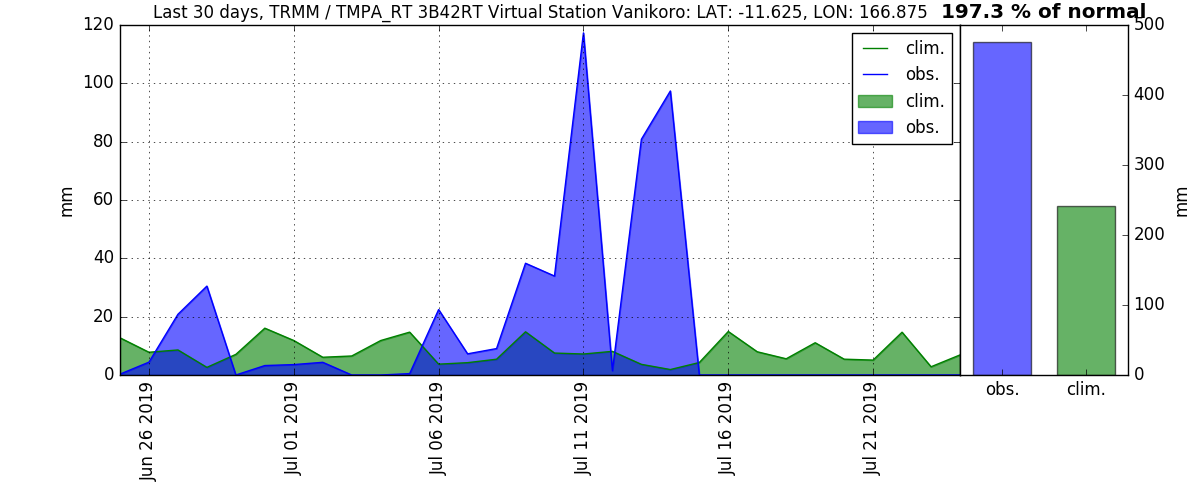 Last 30 days, TRMM / TMPA_RT 3B42RT Virtual Station Vanikoro: LAT: -11.625, LON: 166.875 197.3 % of normal
120
100
80
60
40
20
0
mm
clim.
obs.
clim.
obs.
Jun 26 2019
Jul 01 2019
Jul 06 2019
Jul 11 2019
Jul 16 2019
Jul 21 2019
500
400
300
200
100
0
mm
obs.
clim.